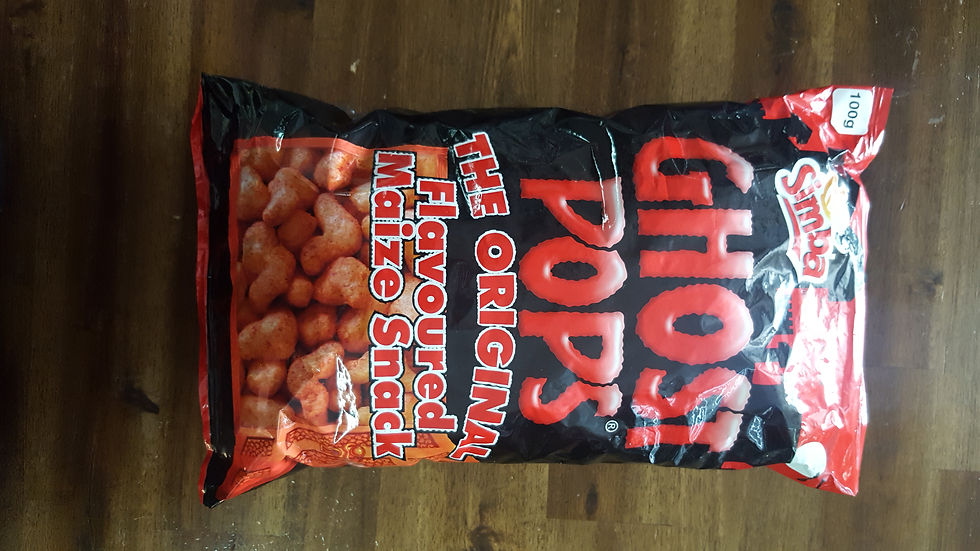 100g
Simba
GHOST
POPS®
THE ORIGINAL
Flavoured
Maize Snack